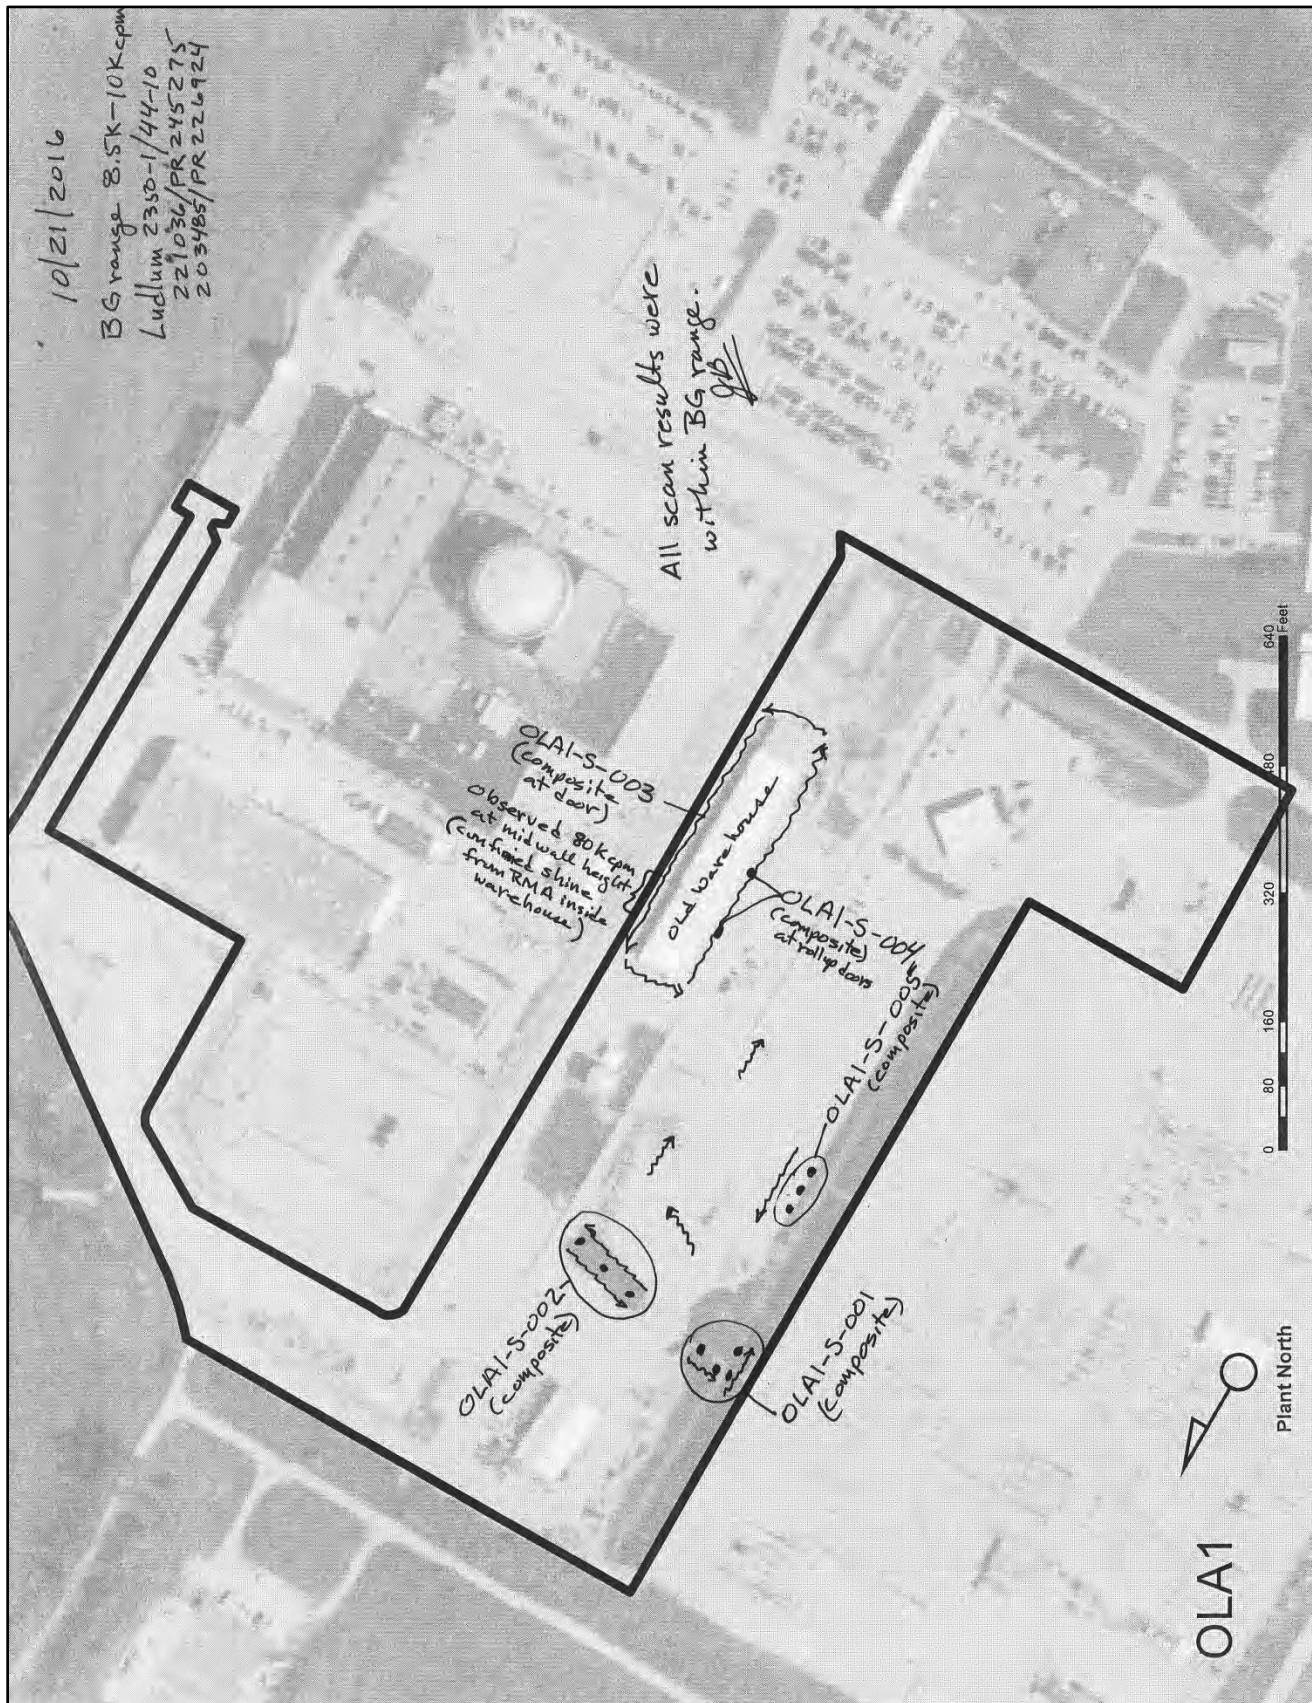 10/21/2016
BG range 8.5K-10Kcpm
Ludlum 2350-1/44-10
221036/PR245275
203485/PR226924
All scan results were
within BG range.
OLA1-S-003
(composite
at door)
Observed 80Kcpm
at midwall height
(confirmed shine
from RMA inside
warehouse)
Old Warehouse
OLA1-S-004
(composite)
at rollup doors
OLA1-S-005
(composite)
OLA1-S-002
(composite)
OLA1-S-001
(composite)
0 80 160 320 480 640
Feet
Plant North
OLA1